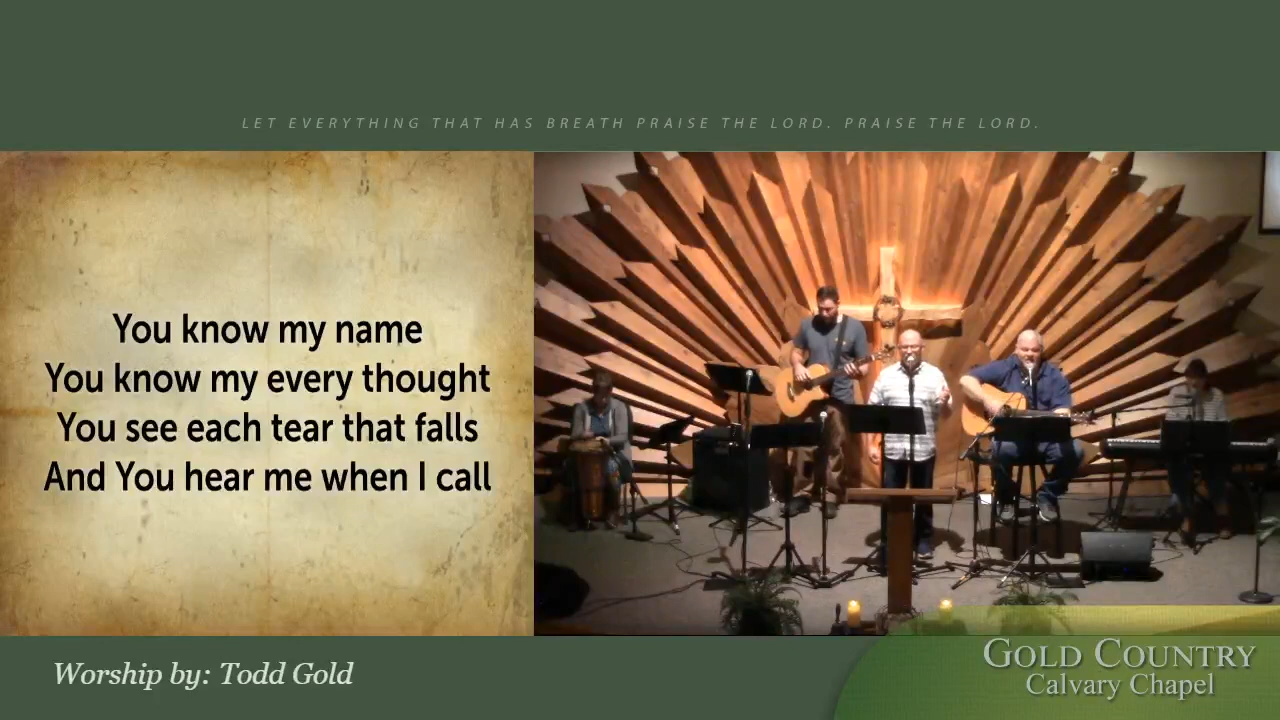 LET EVERYTHING THAT HAS BREATH PRAISE THE LORD. PRAISE THE LORD.
You know my name
You know my every thought
You see each tear that falls
And You hear me when I call
Worship by: Todd Gold
GOLD COUNTRY
Calvary Chapel